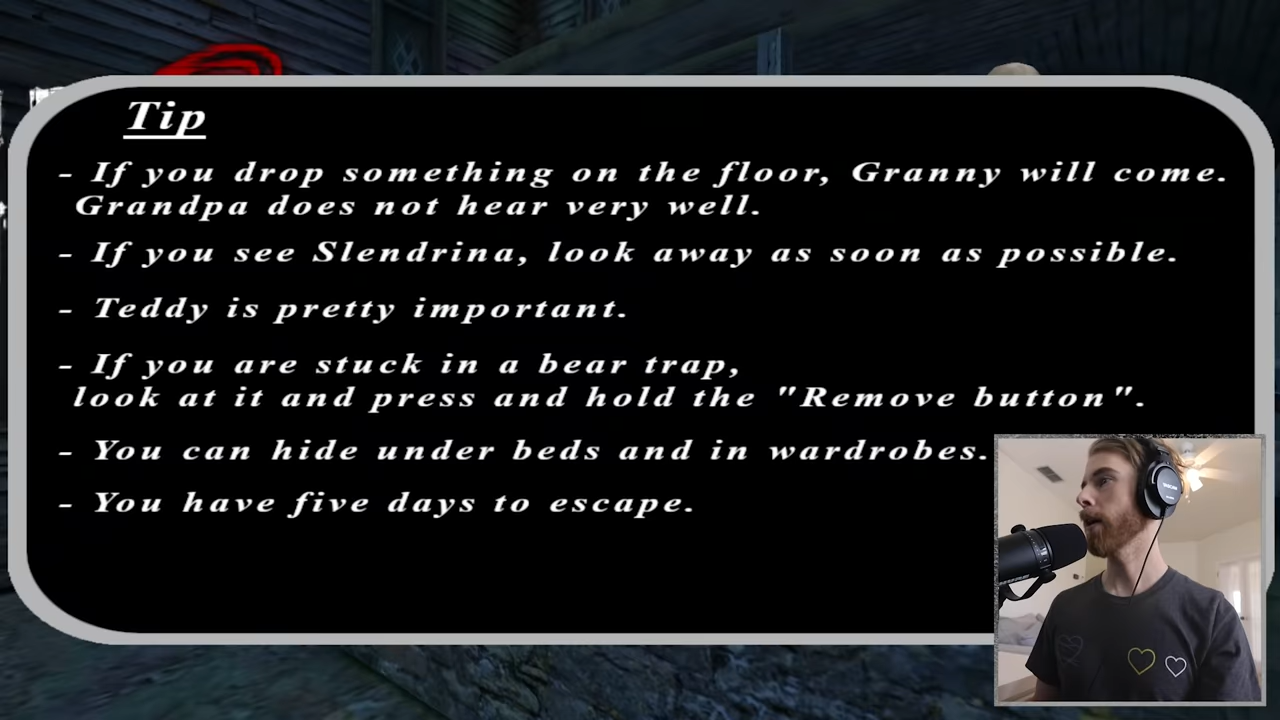 Tip
- If you drop something on the floor, Granny will come.
Grandpa does not hear very well.
- If you see Slendrina, look away as soon as possible.
- Teddy is pretty important.
- If you are stuck in a bear trap,
look at it and press and hold the "Remove button".
- You can hide under beds and in wardrobes.
- You have five days to escape.